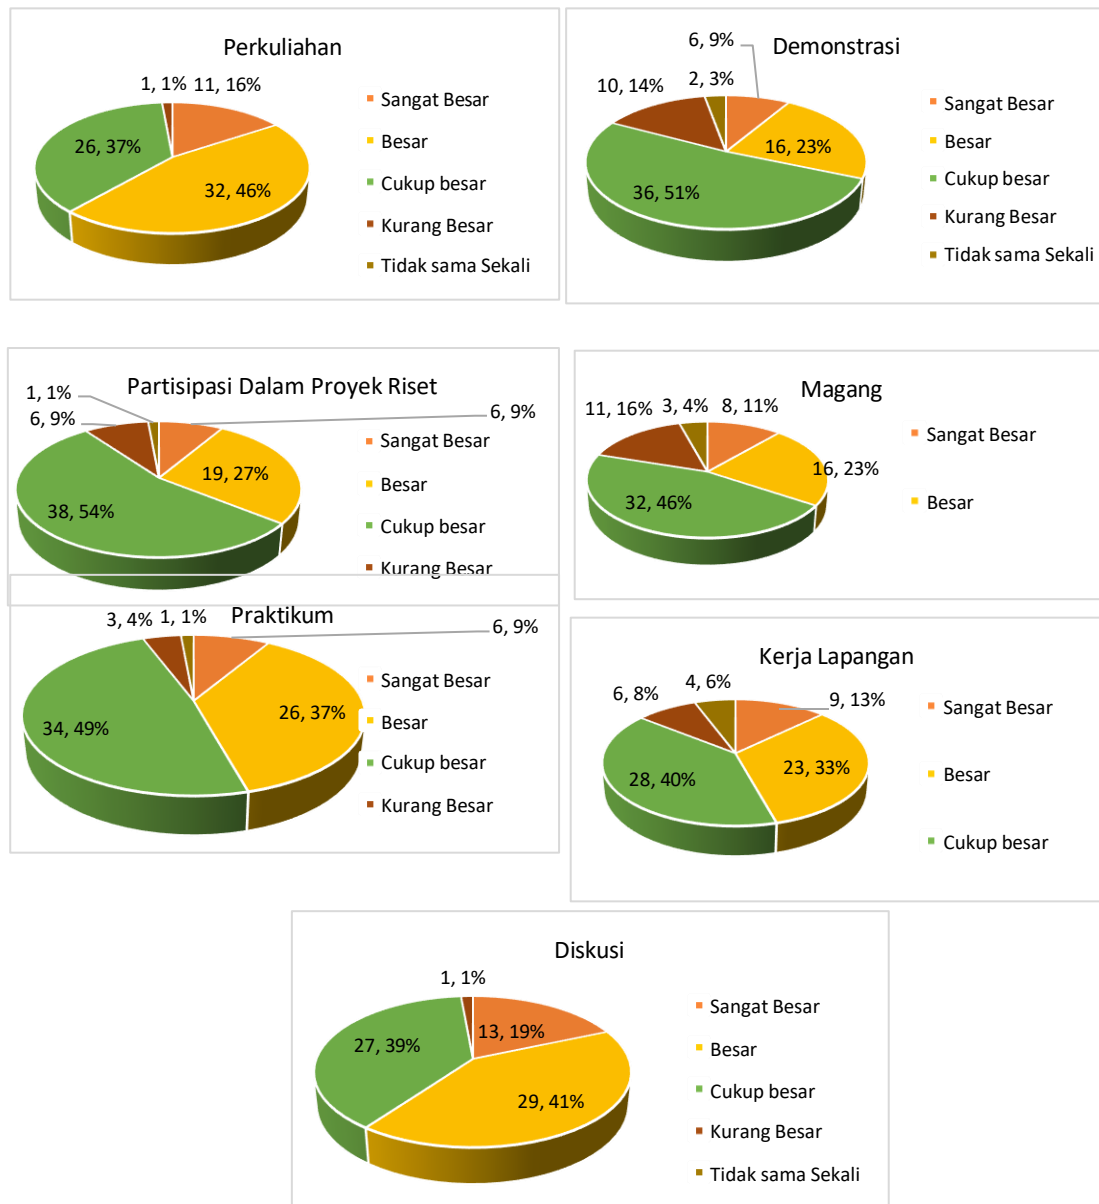 Perkuliahan
1, 1%
11, 16%
26, 37%
32, 46%
Sangat Besar
Besar
Cukup besar
Kurang Besar
Tidak sama Sekali
Demonstrasi
6, 9%
2, 3%
10, 14%
16, 23%
36, 51%
Sangat Besar
Besar
Cukup besar
Kurang Besar
Tidak sama Sekali
Partisipasi Dalam Proyek Riset
1, 1%
6, 9%
6, 9%
19, 27%
38, 54%
Sangat Besar
Besar
Cukup besar
Kurang Besar
Magang
11, 16%
3, 4%
8, 11%
16, 23%
32, 46%
Sangat Besar
Besar
Praktikum
3, 4%
1, 1%
6, 9%
26, 37%
34, 49%
Sangat Besar
Besar
Cukup besar
Kurang Besar
Kerja Lapangan
4, 6%
6, 8%
9, 13%
23, 33%
28, 40%
Sangat Besar
Besar
Cukup besar
Diskusi
1, 1%
13, 19%
27, 39%
29, 41%
Sangat Besar
Besar
Cukup besar
Kurang Besar
Tidak sama Sekali